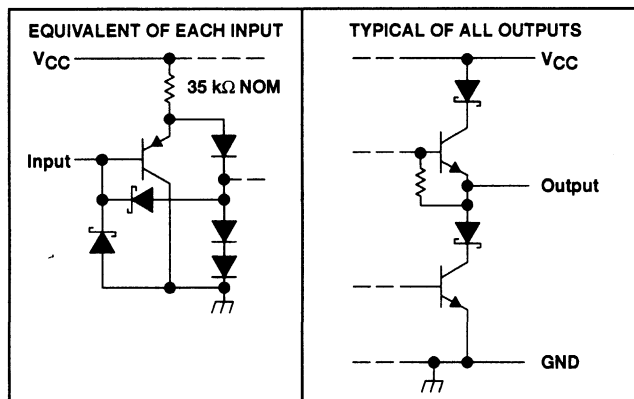 EQUIVALENT OF EACH INPUT
VCC
35 kΩ NOM
Input
TYPICAL OF ALL OUTPUTS
VCC
Output
GND